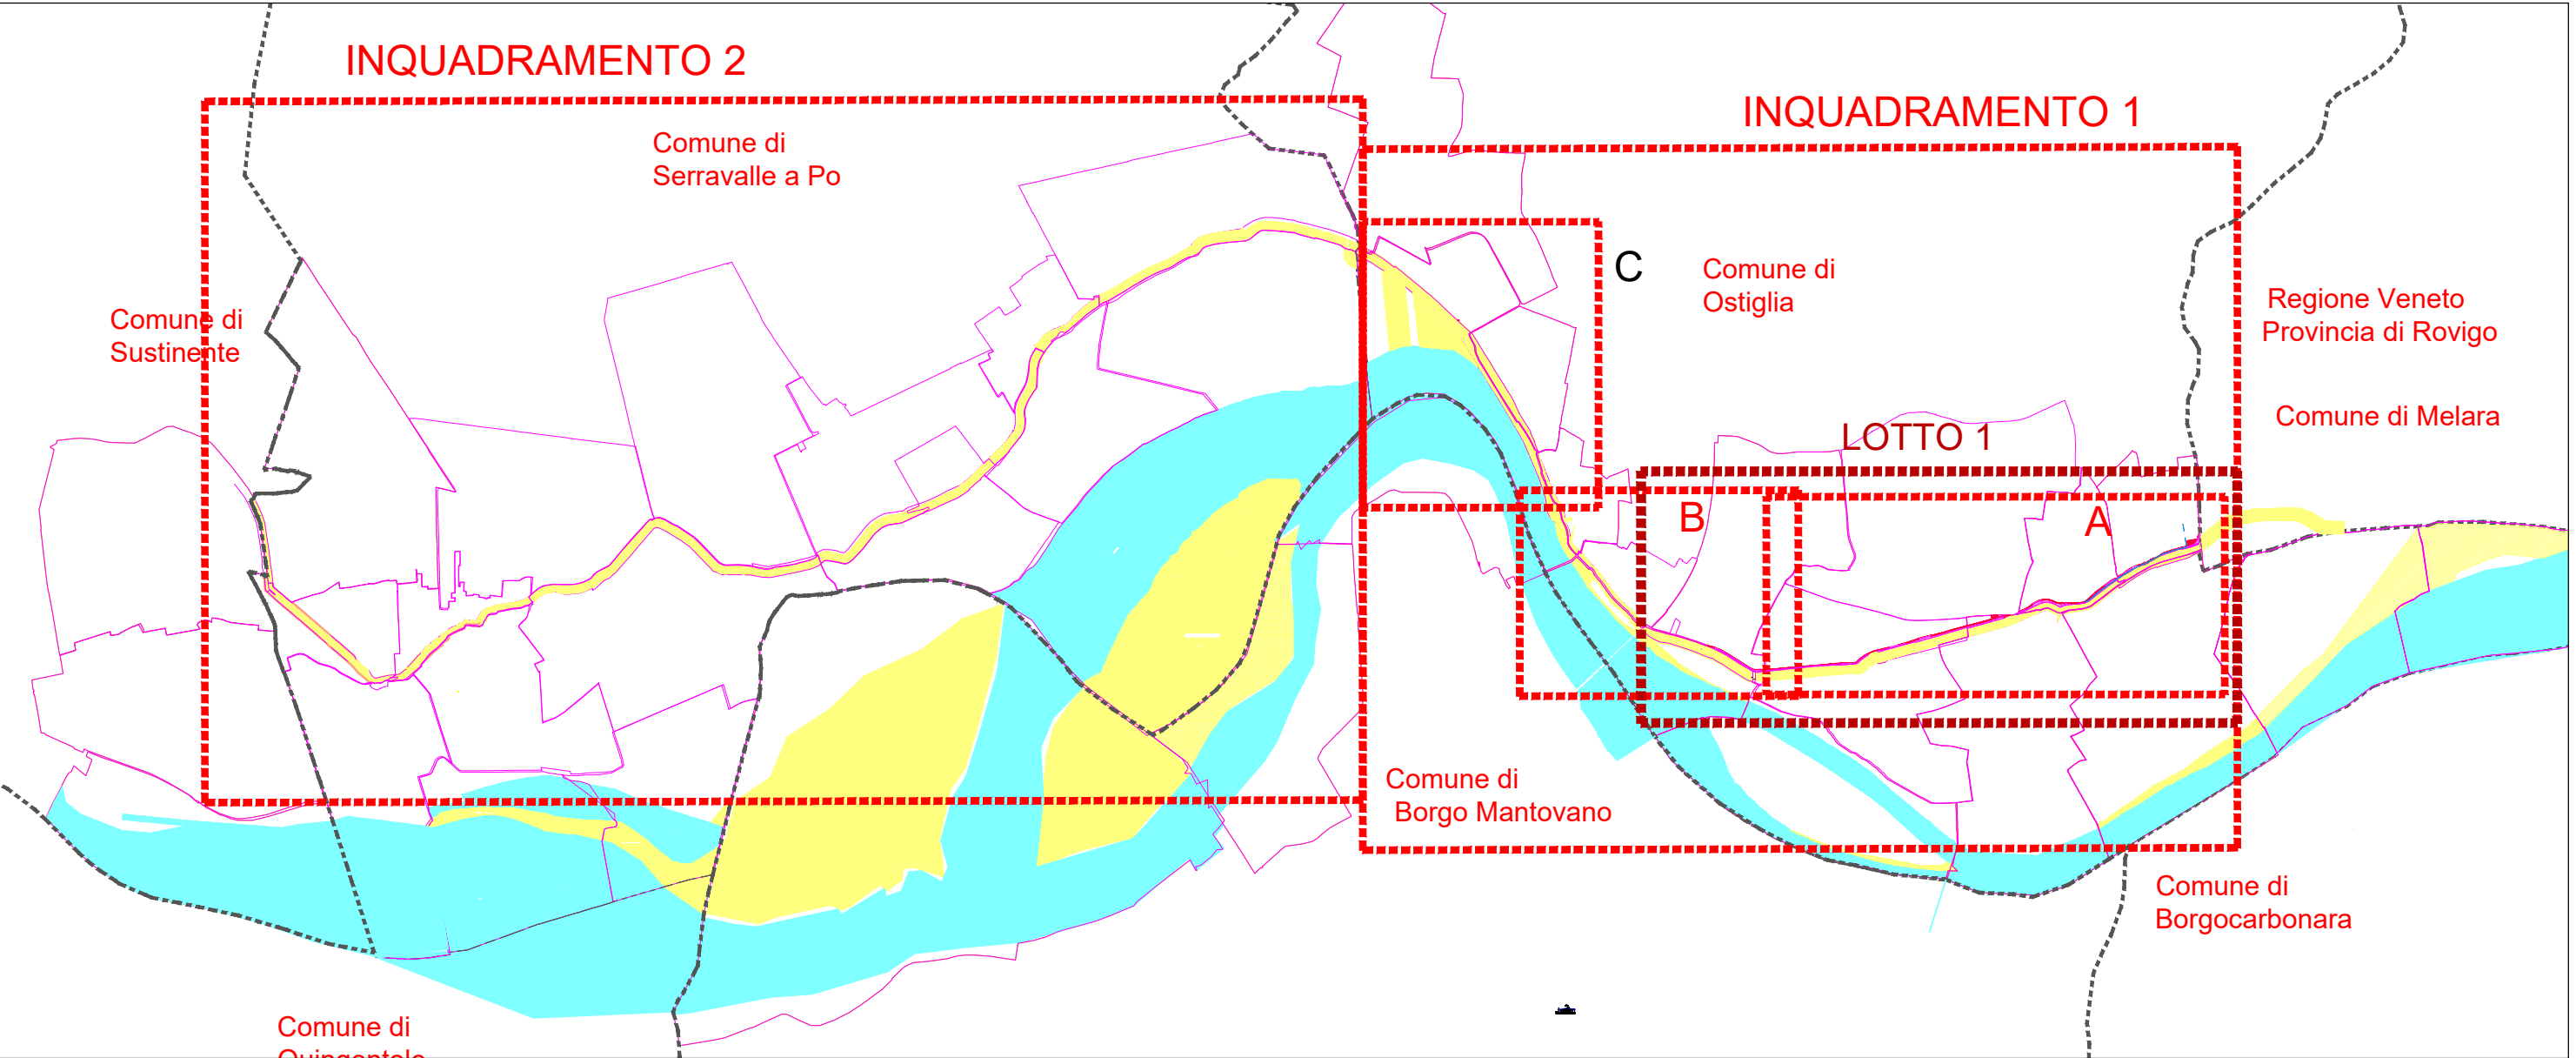 INQUADRAMENTO 2
INQUADRAMENTO 1
Comune di
Serravalle a Po
C
Comune di
Ostiglia
Regione Veneto
Provincia di Rovigo
Comune di
Sustinente
Comune di Melara
LOTTO 1
B
A
Comune di
Borgo Mantovano
Comune di
Borgocarbonara
Comune di